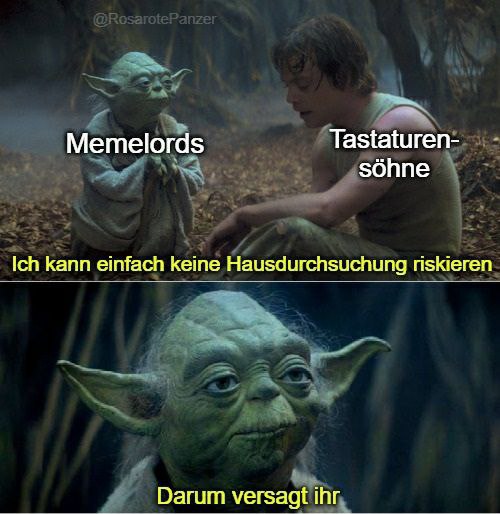 @RosarotePanzer
Memelords
Tastaturen-
söhne
Ich kann einfach keine Hausdurchsuchung riskieren
Darum versagt ihr